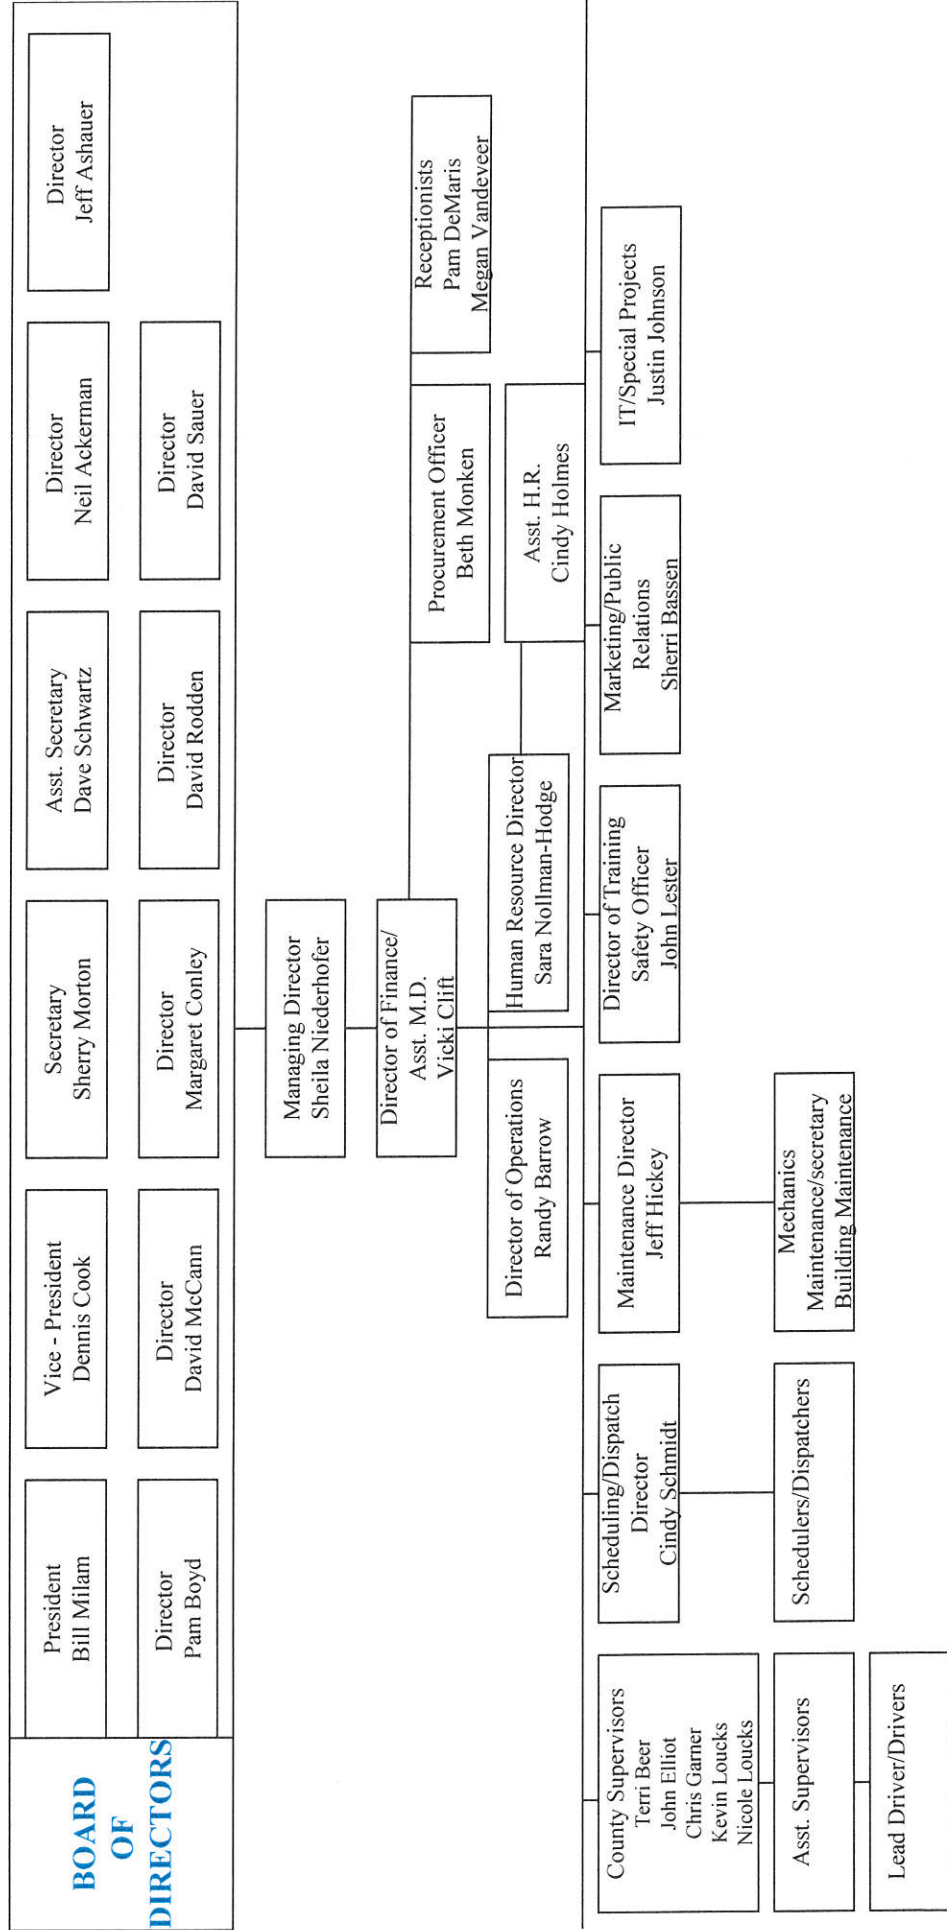 BOARD
OF
DIRECTORS
President
Bill Milam
Vice - President
Dennis Cook
Secretary
Sherry Morton
Asst. Secretary
Dave Schwartz
Director
Neil Ackerman
Director
Jeff Ashauer
Director
Pam Boyd
Director
David McCann
Director
Margaret Conley
Director
David Rodden
Director
David Sauer
Managing Director
Sheila Niederhofer
Director of Finance/
Asst. M.D.
Vicki Clift
Procurement Officer
Beth Monken
Receptionists
Pam DeMaris
Megan Vandeveer
Director of Operations
Randy Barrow
Human Resource Director
Sara Nollman-Hodge
Asst. H.R.
Cindy Holmes
County Supervisors
Terri Beer
John Elliot
Chris Garner
Kevin Loucks
Nicole Loucks
Scheduling/Dispatch
Director
Cindy Schmidt
Maintenance Director
Jeff Hickey
Director of Training
Safety Officer
John Lester
Marketing/Public
Relations
Sherri Bassen
IT/Special Projects
Justin Johnson
Asst. Supervisors
Schedulers/Dispatchers
Mechanics
Maintenance/secretary
Building Maintenance
Lead Driver/Drivers